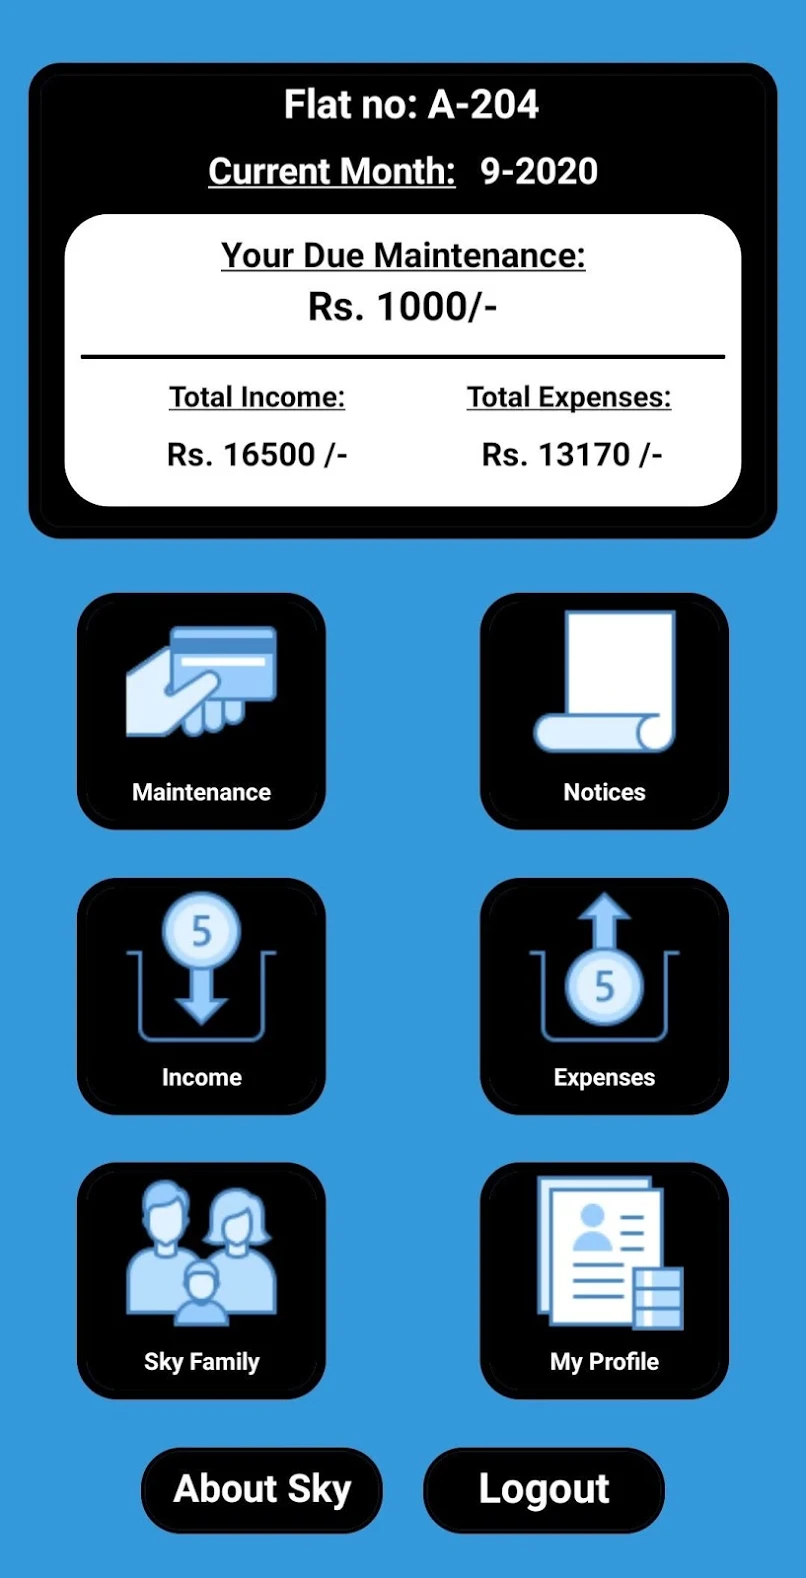 Flat no: A-204
Current Month: 9-2020
Your Due Maintenance:
Rs. 1000/-
Total Income: Total Expenses:
Rs. 16500 /- Rs. 13170 /-
Maintenance Notices
5 5
Income Expenses
Sky Family My Profile
About Sky Logout